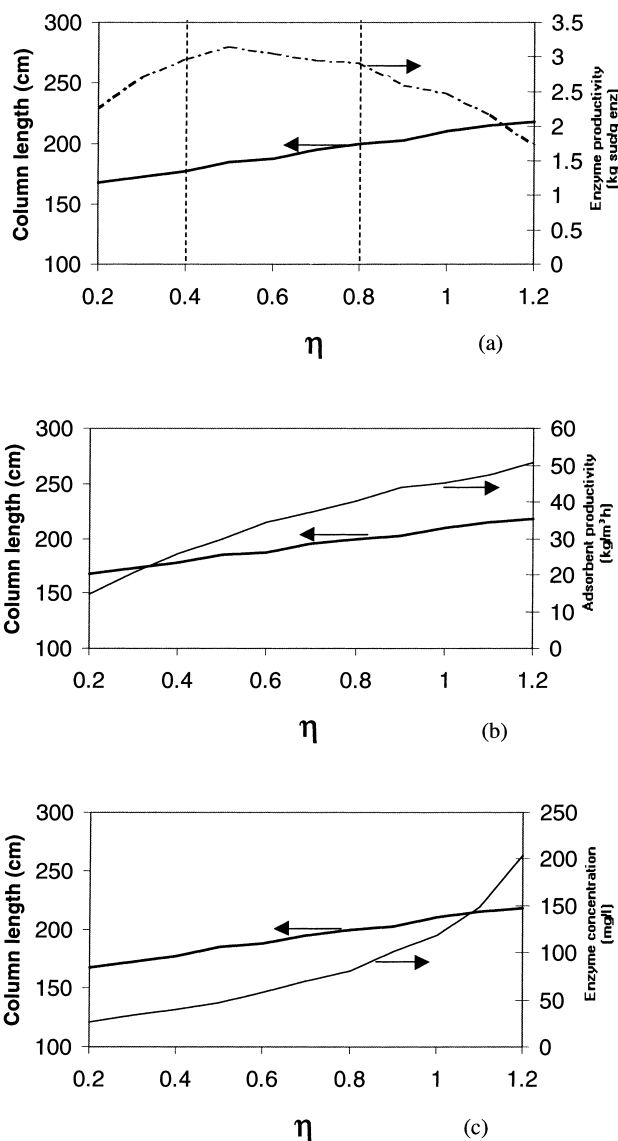 300
250
200
150
100
Column length (cm)
3.5
3
2.5
2
1.5
1
0.5
0
Enzyme productivity
(kg suc/g enz)
0.2 0.4 0.6 0.8 1 1.2
η (a)
300
250
200
150
100
Column length (cm)
60
50
40
30
20
10
0
Adsorbent productivity
(kg/m³h)
0.2 0.4 0.6 0.8 1 1.2
η (b)
300
250
200
150
100
Column length (cm)
250
200
150
100
50
0
Enzyme concentration
(mg/l)
0.2 0.4 0.6 0.8 1 1.2
η (c)